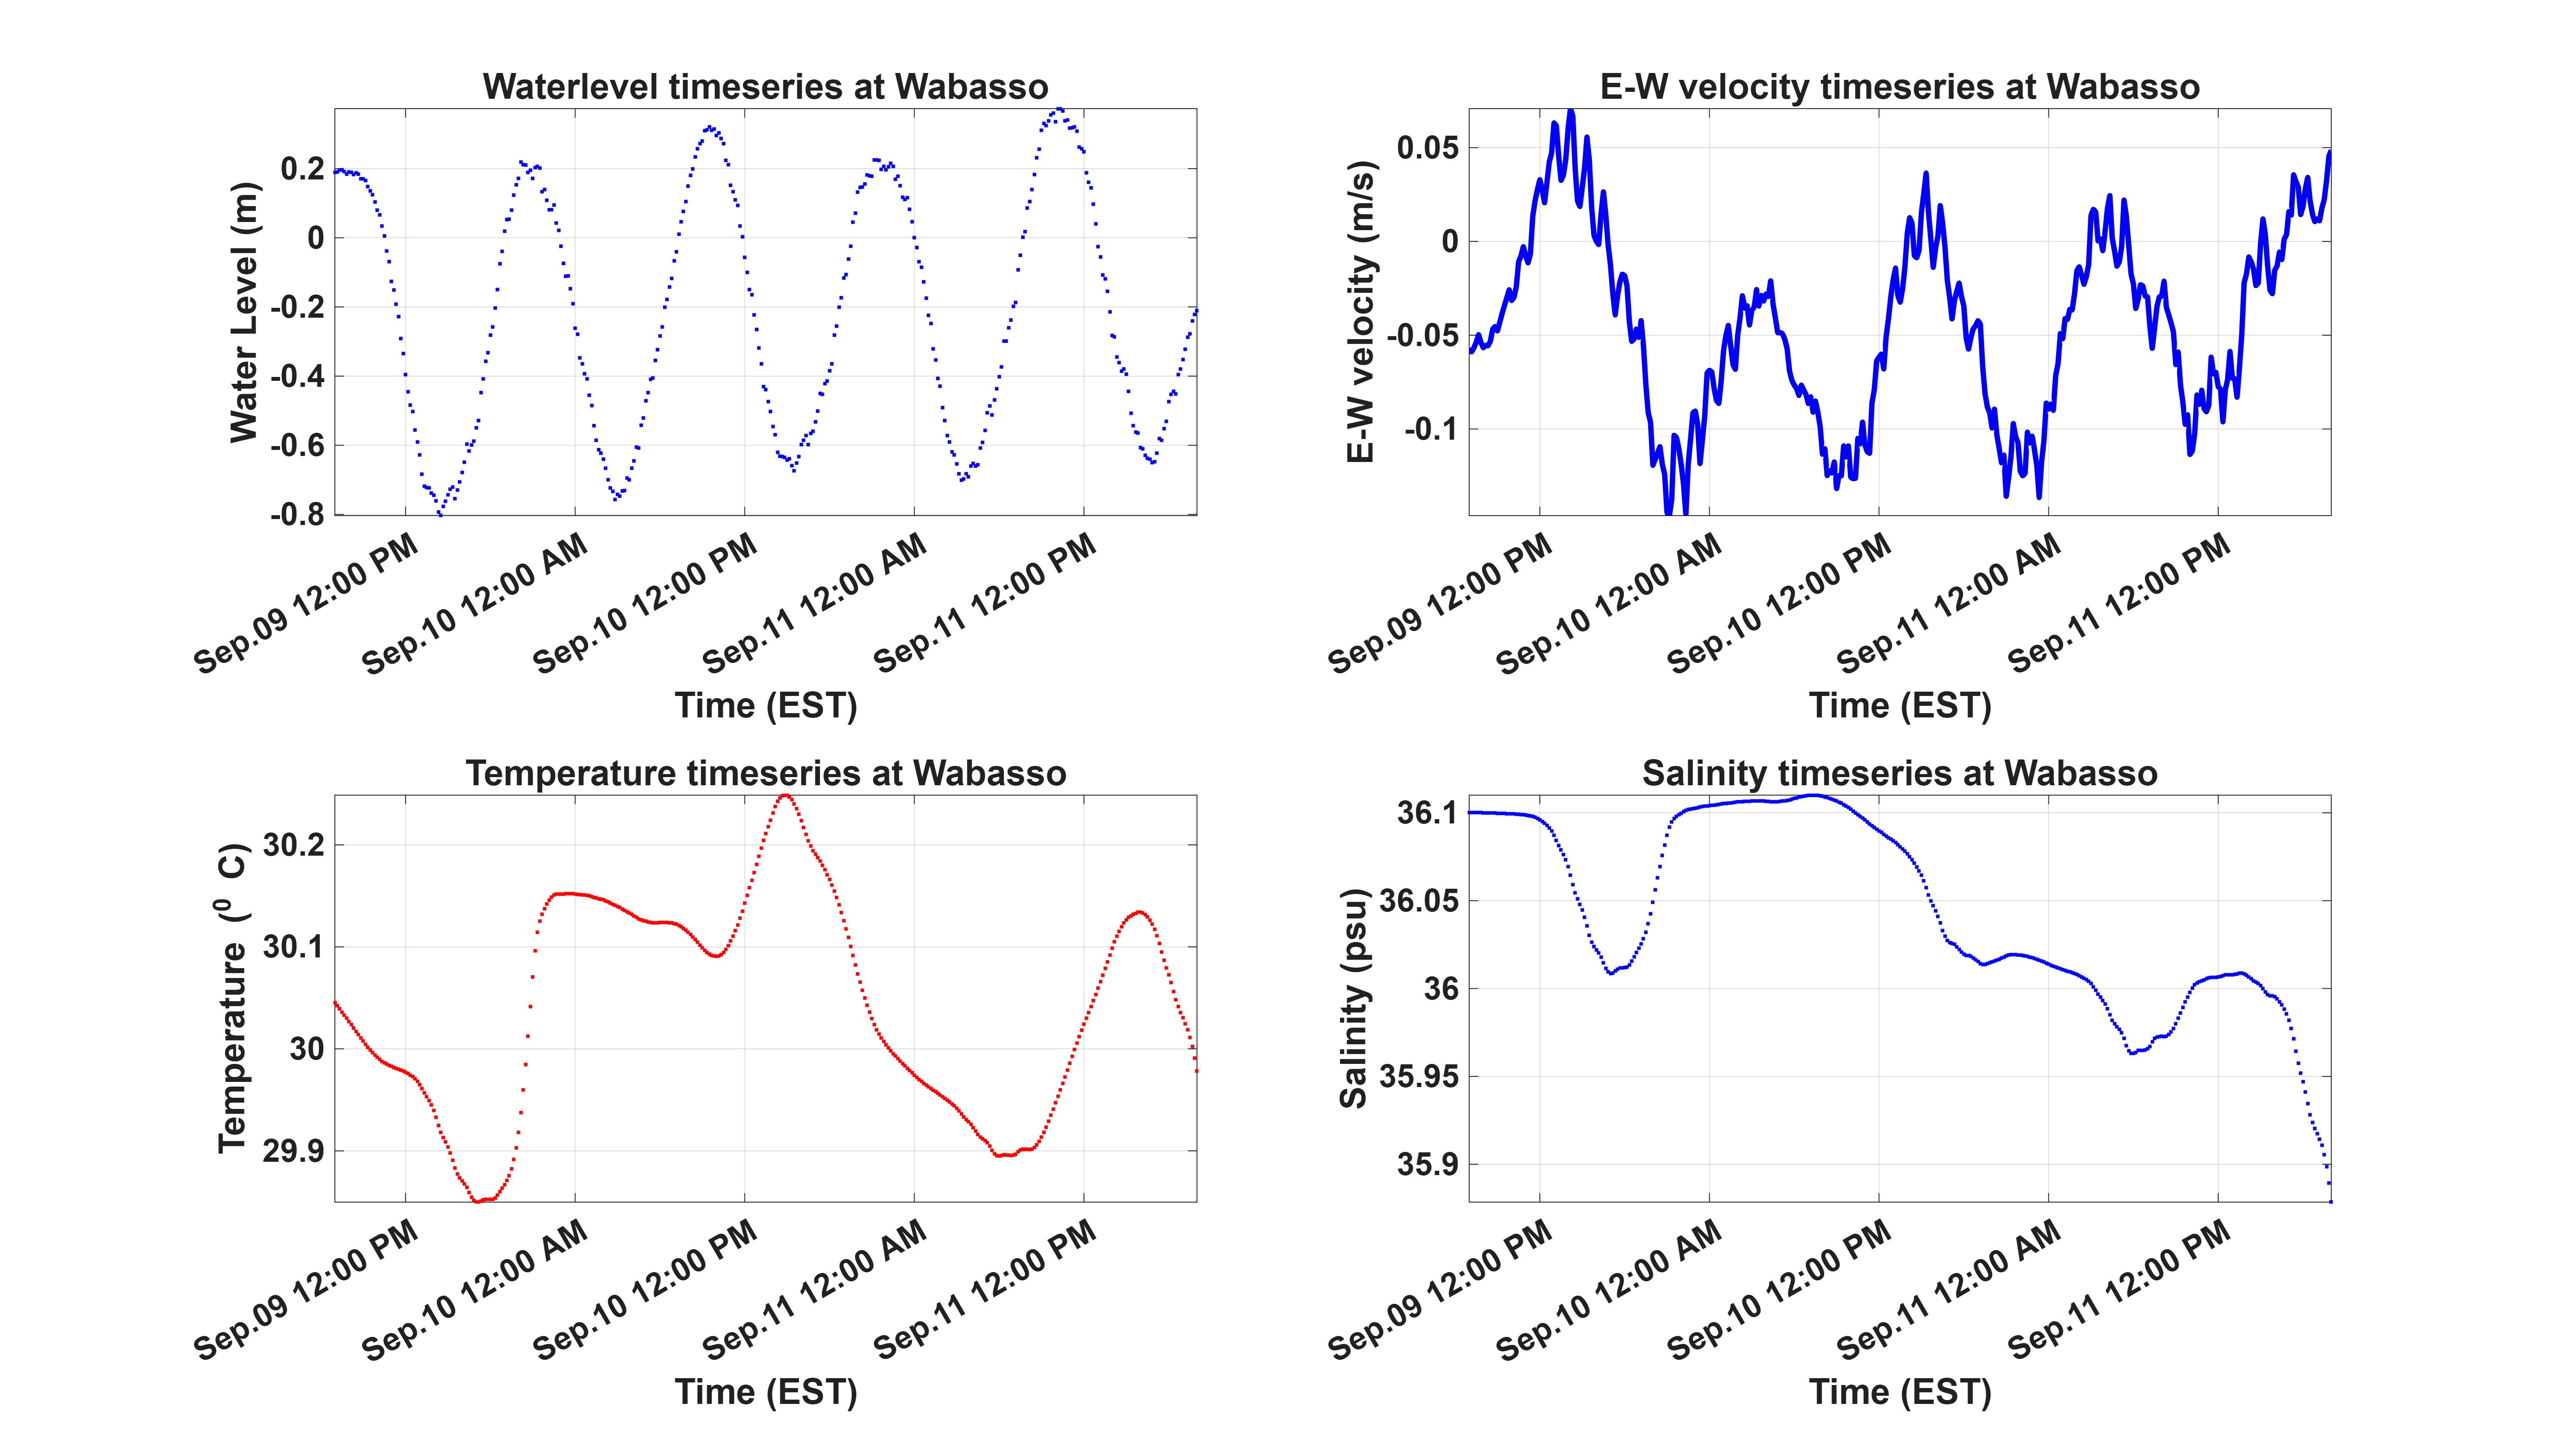 Waterlevel timeseries at Wabasso
Water Level (m)
0.2
0
-0.2
-0.4
-0.6
-0.8
Sep.09 12:00 PM
Sep.10 12:00 AM
Sep.10 12:00 PM
Sep.11 12:00 AM
Sep.11 12:00 PM
Time (EST)
E-W velocity timeseries at Wabasso
E-W velocity (m/s)
0.05
0
-0.05
-0.1
Sep.09 12:00 PM
Sep.10 12:00 AM
Sep.10 12:00 PM
Sep.11 12:00 AM
Sep.11 12:00 PM
Time (EST)
Temperature timeseries at Wabasso
Temperature (⁰ C)
30.2
30.1
30
29.9
Sep.09 12:00 PM
Sep.10 12:00 AM
Sep.10 12:00 PM
Sep.11 12:00 AM
Sep.11 12:00 PM
Time (EST)
Salinity timeseries at Wabasso
Salinity (psu)
36.1
36.05
36
35.95
35.9
Sep.09 12:00 PM
Sep.10 12:00 AM
Sep.10 12:00 PM
Sep.11 12:00 AM
Sep.11 12:00 PM
Time (EST)